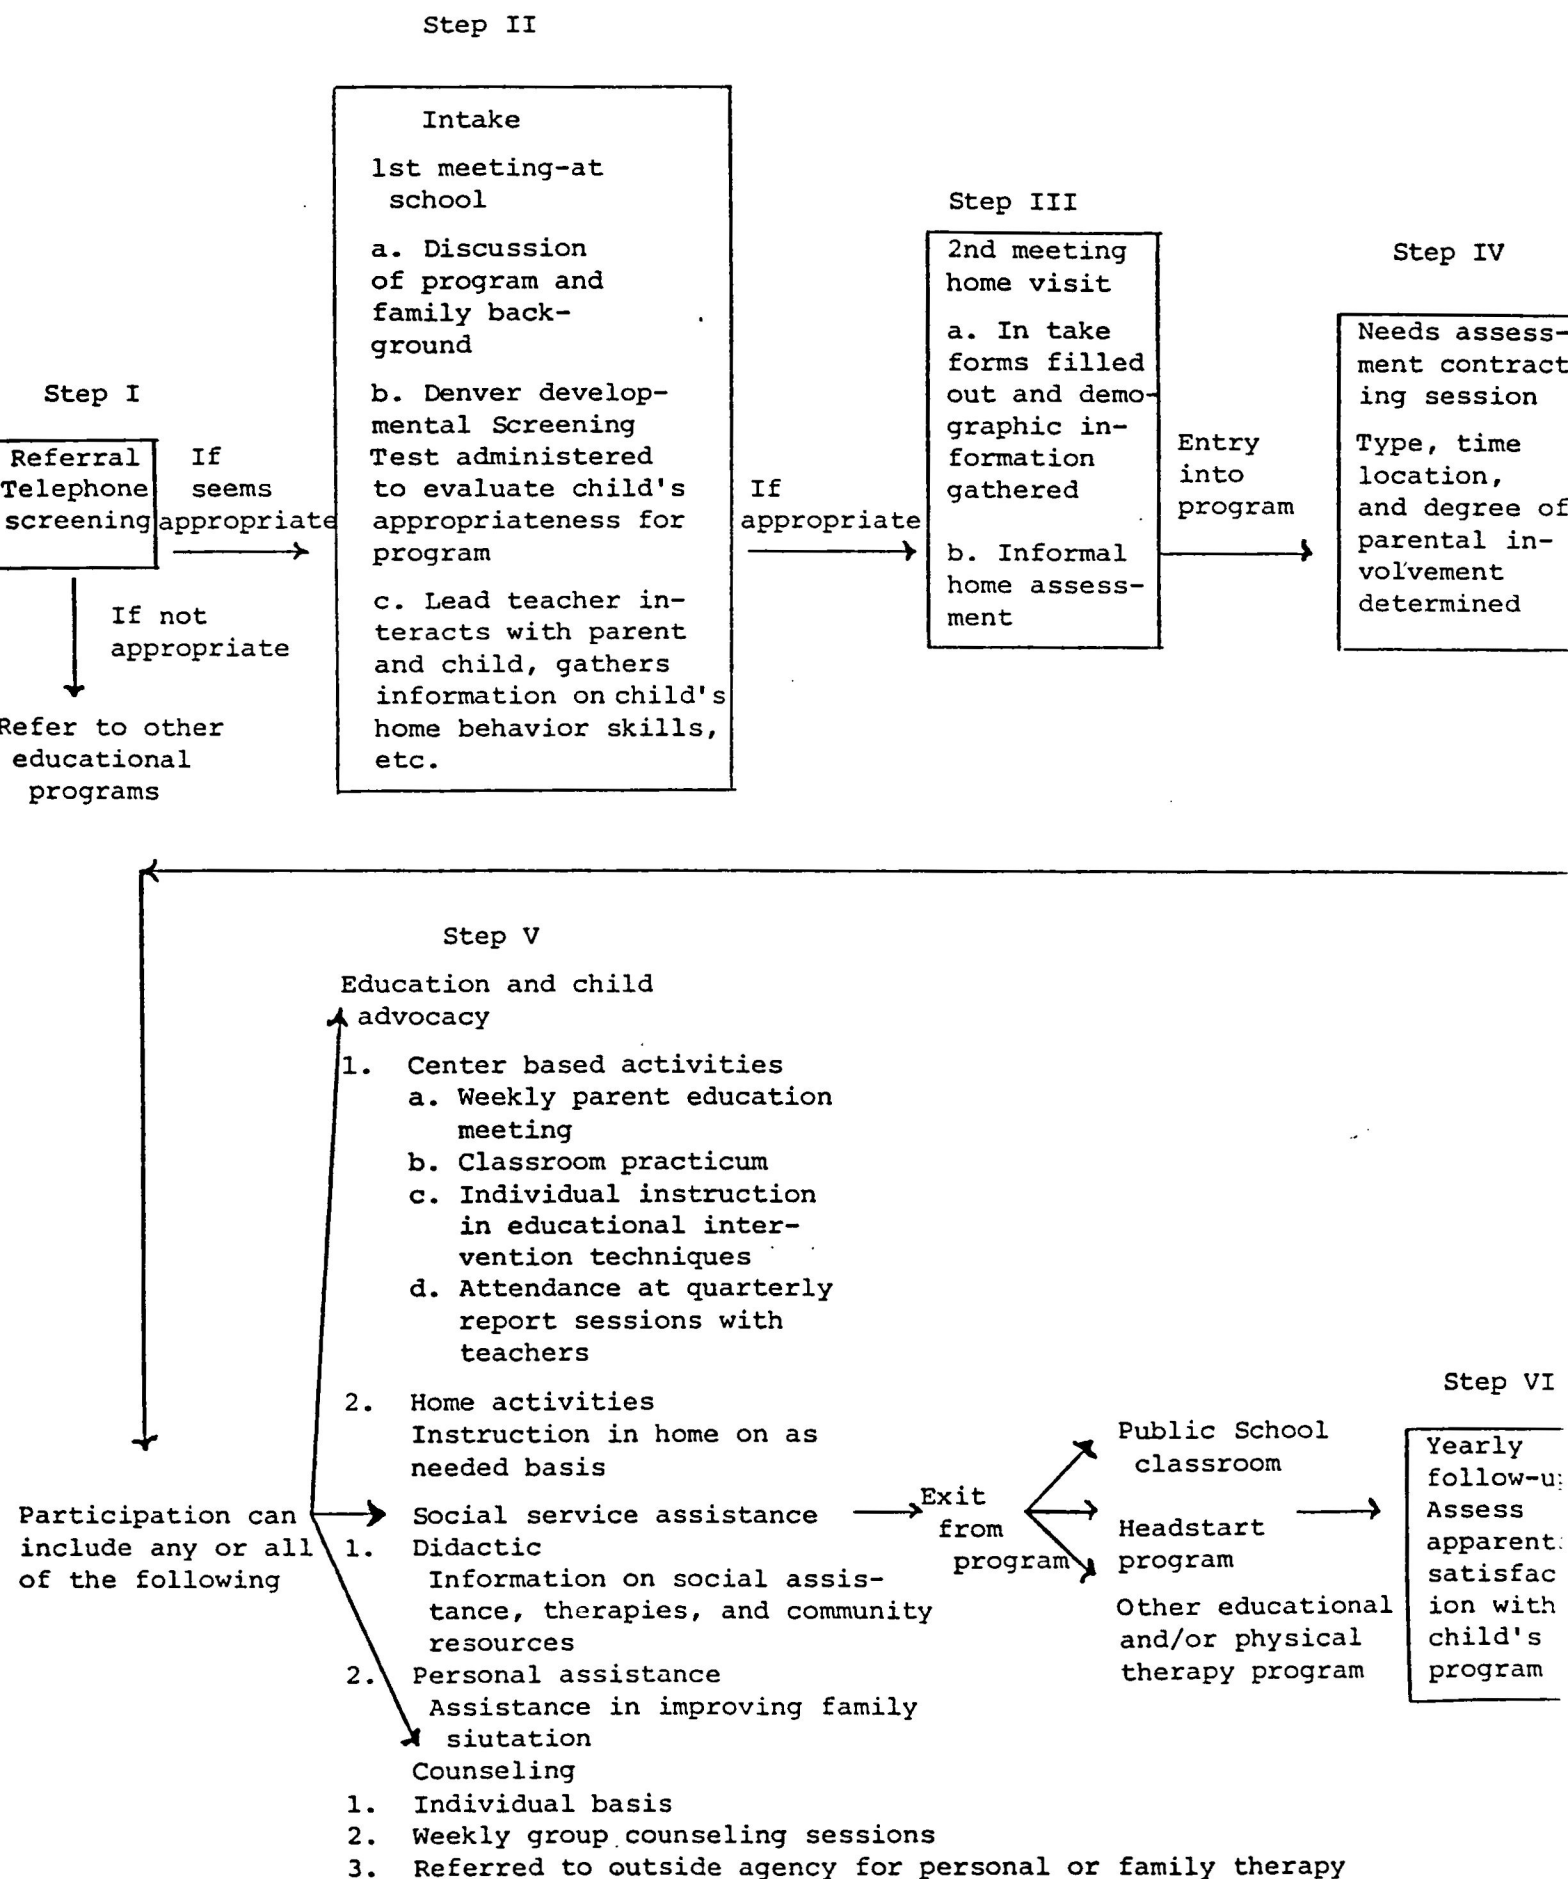 Step II
Intake
1st meeting-at
school
a. Discussion
of program and
family back-
ground
b. Denver develop-
mental Screening
Test administered
to evaluate child's
appropriateness for
program
c. Lead teacher in-
teracts with parent
and child, gathers
information on child's
home behavior skills,
etc.
Step I
Referral
Telephone
screening
If
seems
appropriate
If not
appropriate
Refer to other
educational
programs
If
appropriate
Step III
2nd meeting
home visit
a. In take
forms filled
out and demo-
graphic in-
formation
gathered
b. Informal
home assess-
ment
Entry
into
program
Step IV
Needs assess-
ment contract
ing session
Type, time
location,
and degree of
parental in-
volvement
determined
Step V
Participation can
include any or all
of the following
Education and child
advocacy
1. Center based activities
a. Weekly parent education
meeting
b. Classroom practicum
c. Individual instruction
in educational inter-
vention techniques
d. Attendance at quarterly
report sessions with
teachers
2. Home activities
Instruction in home on as
needed basis
Social service assistance
1. Didactic
Information on social assis-
tance, therapies, and community
resources
2. Personal assistance
Assistance in improving family
siutation
Counseling
1. Individual basis
2. Weekly group counseling sessions
3. Referred to outside agency for personal or family therapy
Exit
from
program
Public School
classroom
Headstart
program
Other educational
and/or physical
therapy program
Step VI
Yearly
follow-u
Assess
apparent
satisfac
ion with
child's
program